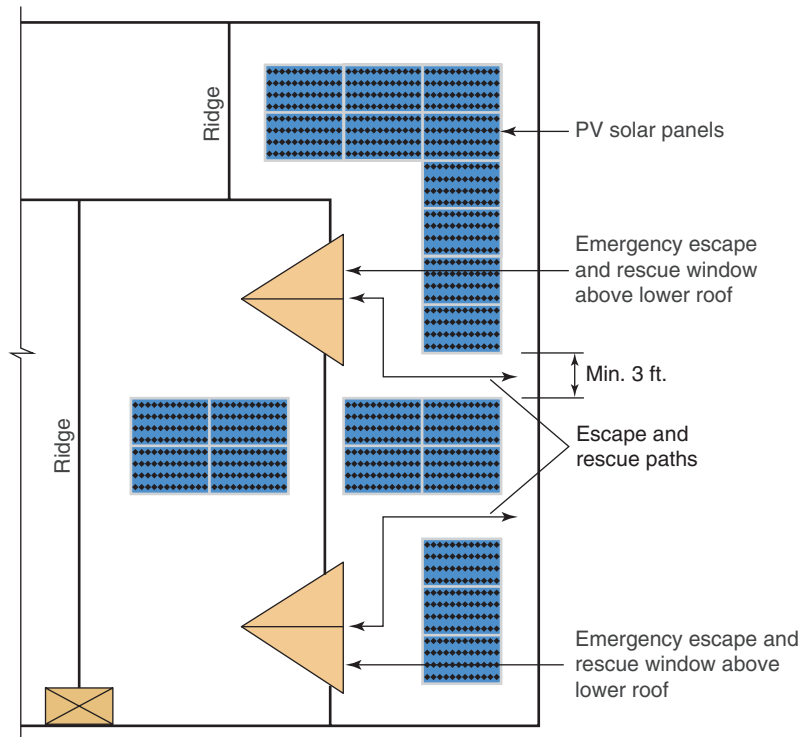 Ridge
PV solar panels
Emergency escape
and rescue window
above lower roof
Min. 3 ft.
Ridge
Escape and
rescue paths
Emergency escape and
rescue window above
lower roof